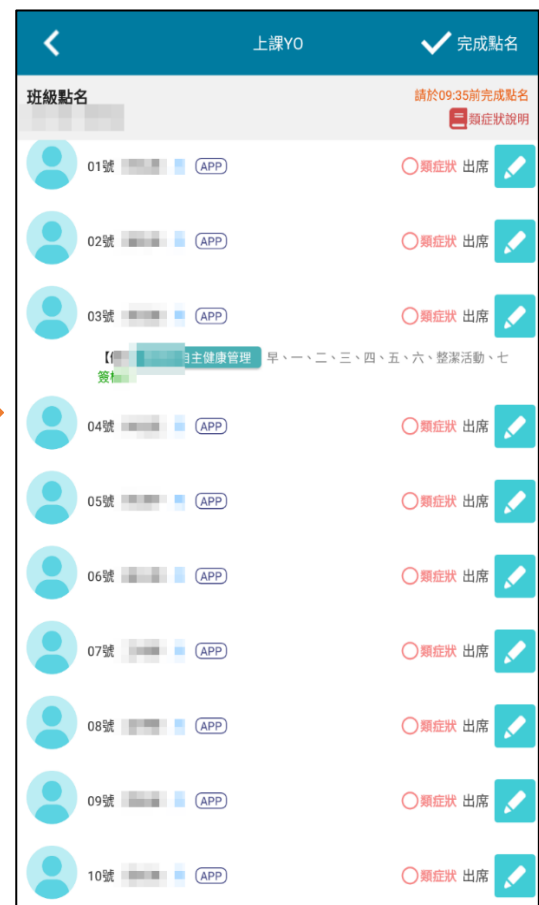 上課YO
完成點名
班級點名
請於09:35前完成點名
類症狀說明
01號 APP 類症狀 出席
02號 APP 類症狀 出席
03號 APP 類症狀 出席
自主健康管理 早、一、二、三、四、五、六、整潔活動、七
簽
04號 APP 類症狀 出席
05號 APP 類症狀 出席
06號 APP 類症狀 出席
07號 APP 類症狀 出席
08號 APP 類症狀 出席
09號 APP 類症狀 出席
10號 APP 類症狀 出席